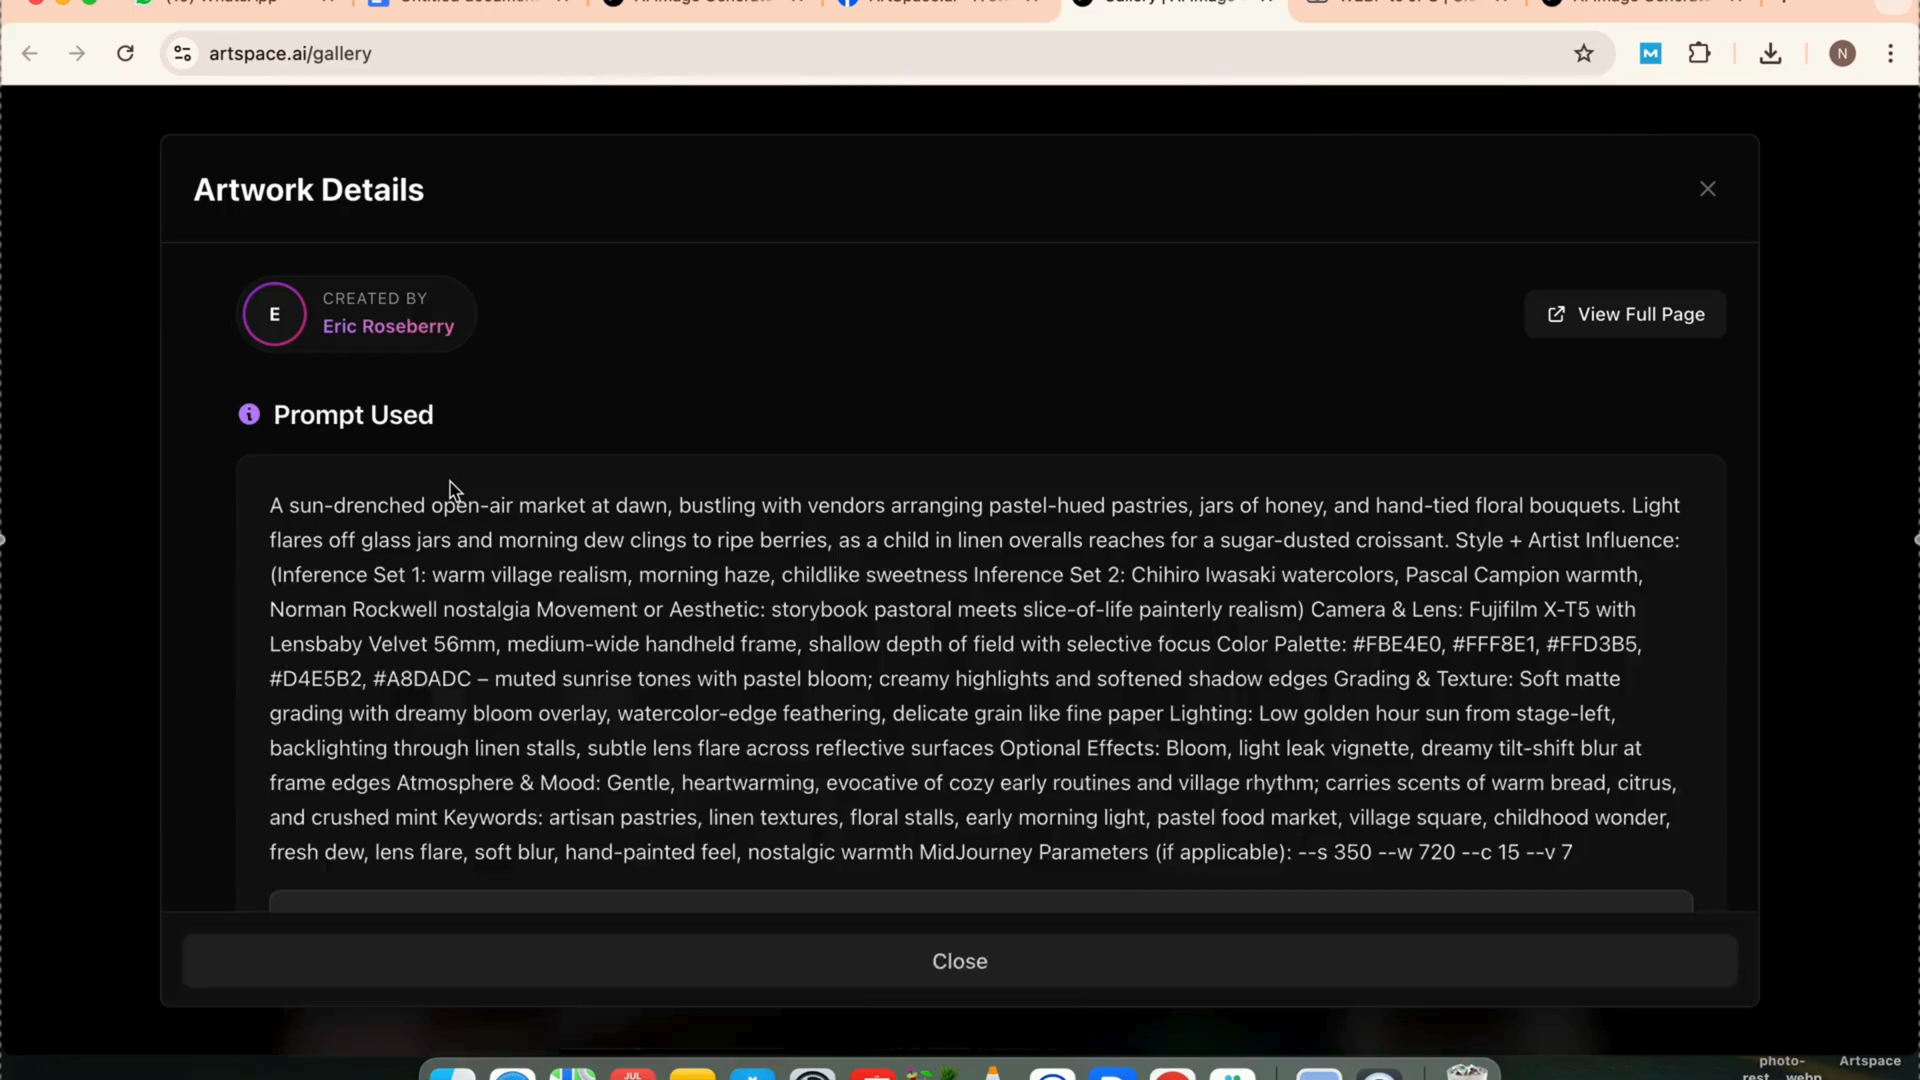 artspace.ai/gallery
N
Artwork Details
E
CREATED BY
Eric Roseberry
View Full Page
Prompt Used
A sun-drenched open-air market at dawn, bustling with vendors arranging pastel-hued pastries, jars of honey, and hand-tied floral bouquets. Light
flares off glass jars and morning dew clings to ripe berries, as a child in linen overalls reaches for a sugar-dusted croissant. Style + Artist Influence:
(Inference Set 1: warm village realism, morning haze, childlike sweetness Inference Set 2: Chihiro Iwasaki watercolors, Pascal Campion warmth,
Norman Rockwell nostalgia Movement or Aesthetic: storybook pastoral meets slice-of-life painterly realism) Camera & Lens: Fujifilm X-T5 with
Lensbaby Velvet 56mm, medium-wide handheld frame, shallow depth of field with selective focus Color Palette: #FBE4E0, #FFF8E1, #FFD3B5,
#D4E5B2, #A8DADC – muted sunrise tones with pastel bloom; creamy highlights and softened shadow edges Grading & Texture: Soft matte
grading with dreamy bloom overlay, watercolor-edge feathering, delicate grain like fine paper Lighting: Low golden hour sun from stage-left,
backlighting through linen stalls, subtle lens flare across reflective surfaces Optional Effects: Bloom, light leak vignette, dreamy tilt-shift blur at
frame edges Atmosphere & Mood: Gentle, heartwarming, evocative of cozy early routines and village rhythm; carries scents of warm bread, citrus,
and crushed mint Keywords: artisan pastries, linen textures, floral stalls, early morning light, pastel food market, village square, childhood wonder,
fresh dew, lens flare, soft blur, hand-painted feel, nostalgic warmth MidJourney Parameters (if applicable): --s 350 --w 720 --c 15 --v 7
Close
photo-
Artspace
JUL